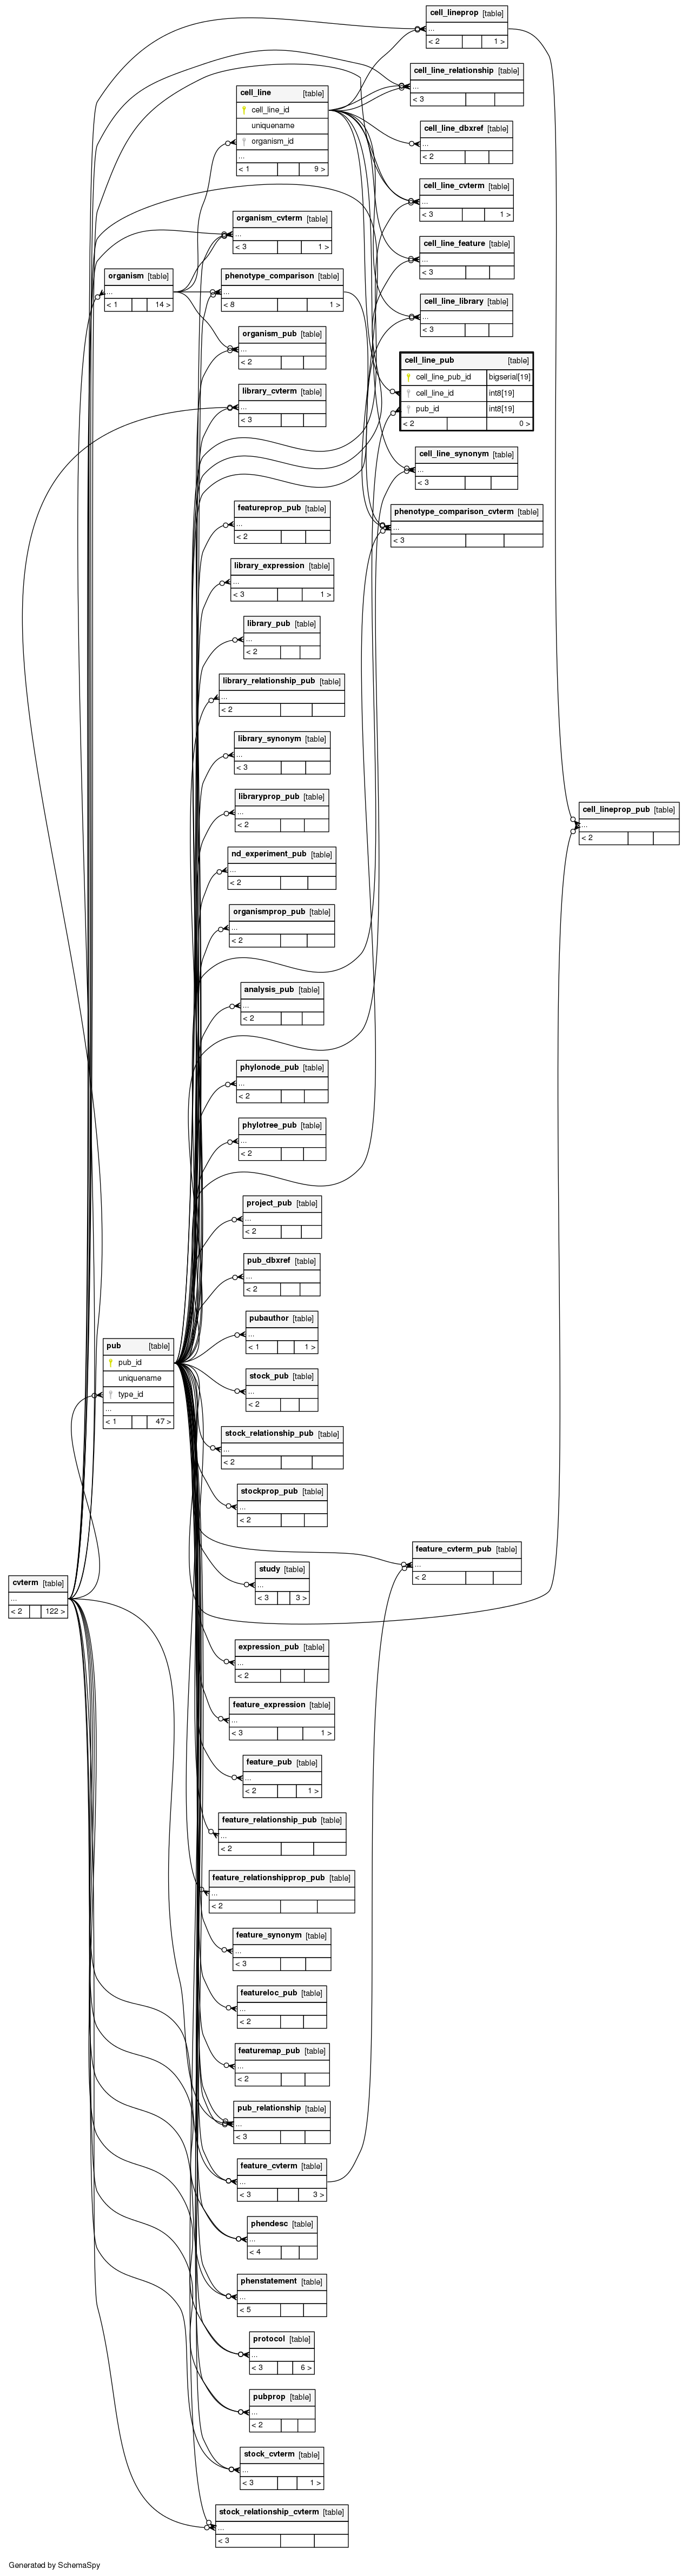 cell_lineprop [table]
...
< 2 1 >
cell_line_relationship [table]
...
< 3
cell_line [table]
cell_line_id
uniquename
organism_id
...
< 1 9 >
cell_line_dbxref [table]
...
< 2
cell_line_cvterm [table]
...
< 3 1 >
organism_cvterm [table]
...
< 3 1 >
cell_line_feature [table]
...
< 3
organism [table]
...
< 1 14 >
phenotype_comparison [table]
...
< 8 1 >
cell_line_library [table]
...
< 3
organism_pub [table]
...
< 2
cell_line_pub [table]
cell_line_pub_id bigserial[19]
cell_line_id int8[19]
pub_id int8[19]
< 2 0 >
library_cvterm [table]
...
< 3
cell_line_synonym [table]
...
< 3
featureprop_pub [table]
...
< 2
phenotype_comparison_cvterm [table]
...
< 3
library_expression [table]
...
< 3 1 >
library_pub [table]
...
< 2
library_relationship_pub [table]
...
< 2
library_synonym [table]
...
< 3
libraryprop_pub [table]
...
< 2
cell_lineprop_pub [table]
...
< 2
nd_experiment_pub [table]
...
< 2
organismprop_pub [table]
...
< 2
analysis_pub [table]
...
< 2
phylonode_pub [table]
...
< 2
phylotree_pub [table]
...
< 2
project_pub [table]
...
< 2
pub_dbxref [table]
...
< 2
pubauthor [table]
...
< 1 1 >
pub [table]
pub_id
uniquename
type_id
...
< 1 47 >
stock_pub [table]
...
< 2
stock_relationship_pub [table]
...
< 2
stockprop_pub [table]
...
< 2
feature_cvterm_pub [table]
...
< 2
study [table]
...
< 3 3 >
cvterm [table]
...
< 2 122 >
expression_pub [table]
...
< 2
feature_expression [table]
...
< 3 1 >
feature_pub [table]
...
< 2 1 >
feature_relationship_pub [table]
...
< 2
feature_relationshipprop_pub [table]
...
< 2
feature_synonym [table]
...
< 3
featureloc_pub [table]
...
< 2
featuremap_pub [table]
...
< 2
pub_relationship [table]
...
< 3
feature_cvterm [table]
...
< 3 3 >
phendesc [table]
...
< 4
phenstatement [table]
...
< 5
protocol [table]
...
< 3 6 >
pubprop [table]
...
< 2
stock_cvterm [table]
...
< 3 1 >
stock_relationship_cvterm [table]
...
< 3
Generated by SchemaSpy